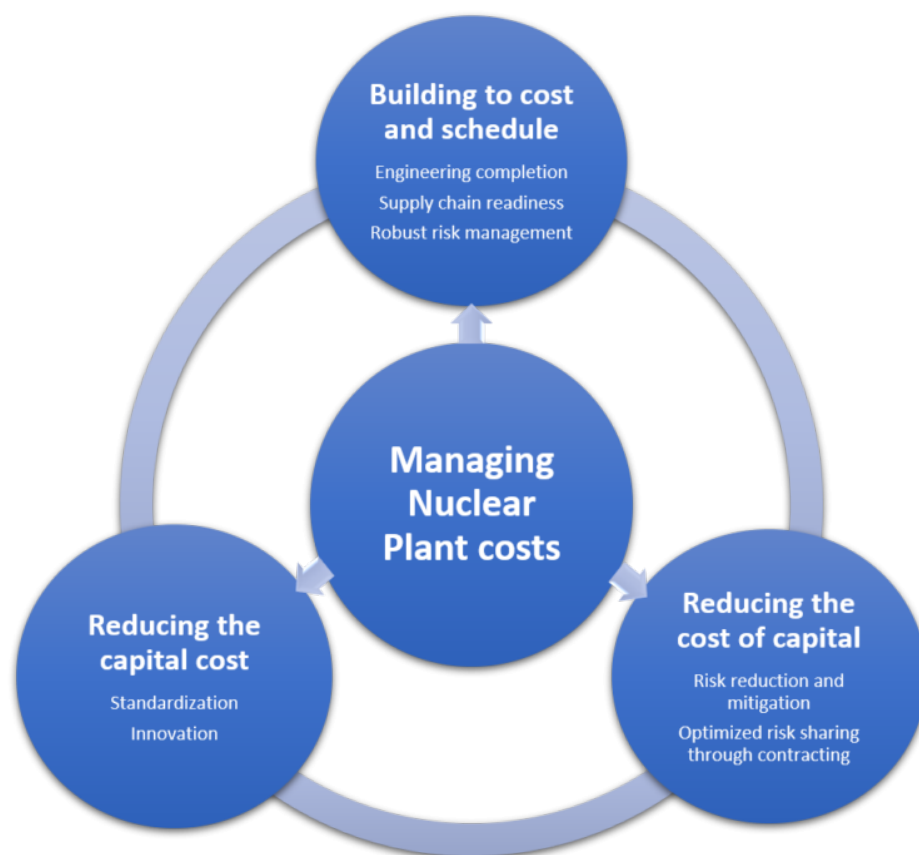 Building to cost
and schedule
Engineering completion
Supply chain readiness
Robust risk management
Managing
Nuclear
Plant costs
Reducing the
capital cost
Standardization
Innovation
Reducing the
cost of capital
Risk reduction and
mitigation
Optimized risk sharing
through contracting